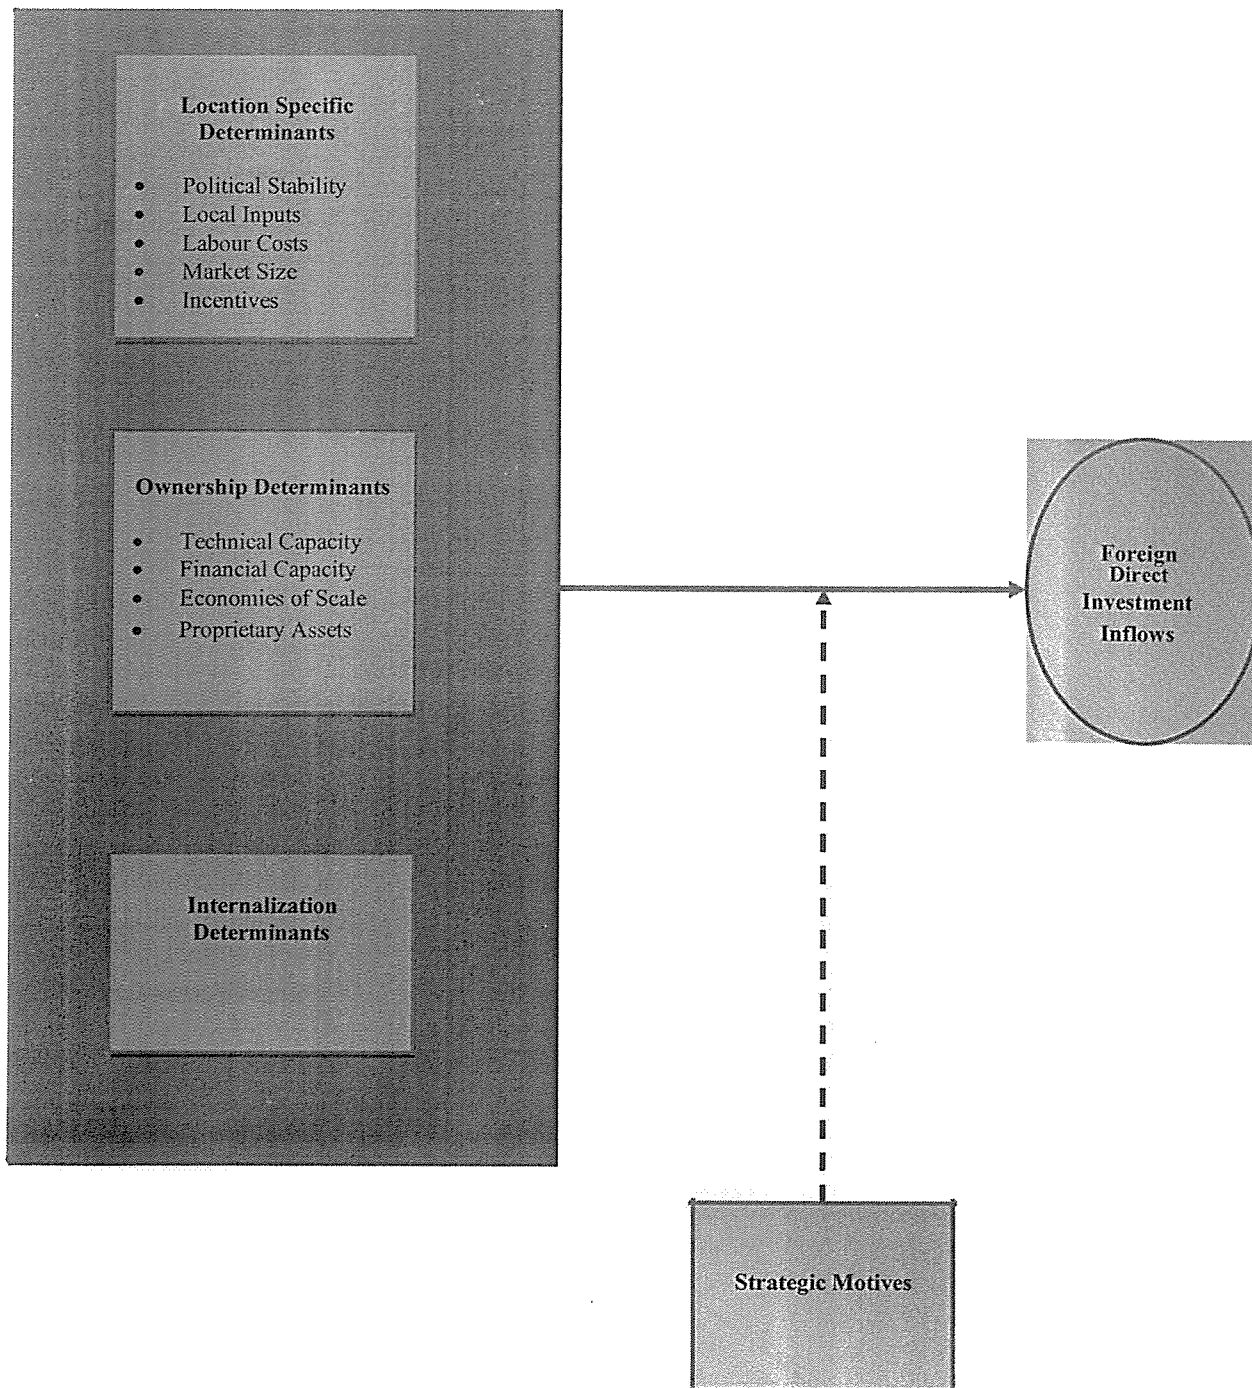 Location Specific
Determinants
• Political Stability
• Local Inputs
• Labour Costs
• Market Size
• Incentives
Ownership Determinants
• Technical Capacity
• Financial Capacity
• Economies of Scale
• Proprietary Assets
Internalization
Determinants
Foreign
Direct
Investment
Inflows
Strategic Motives